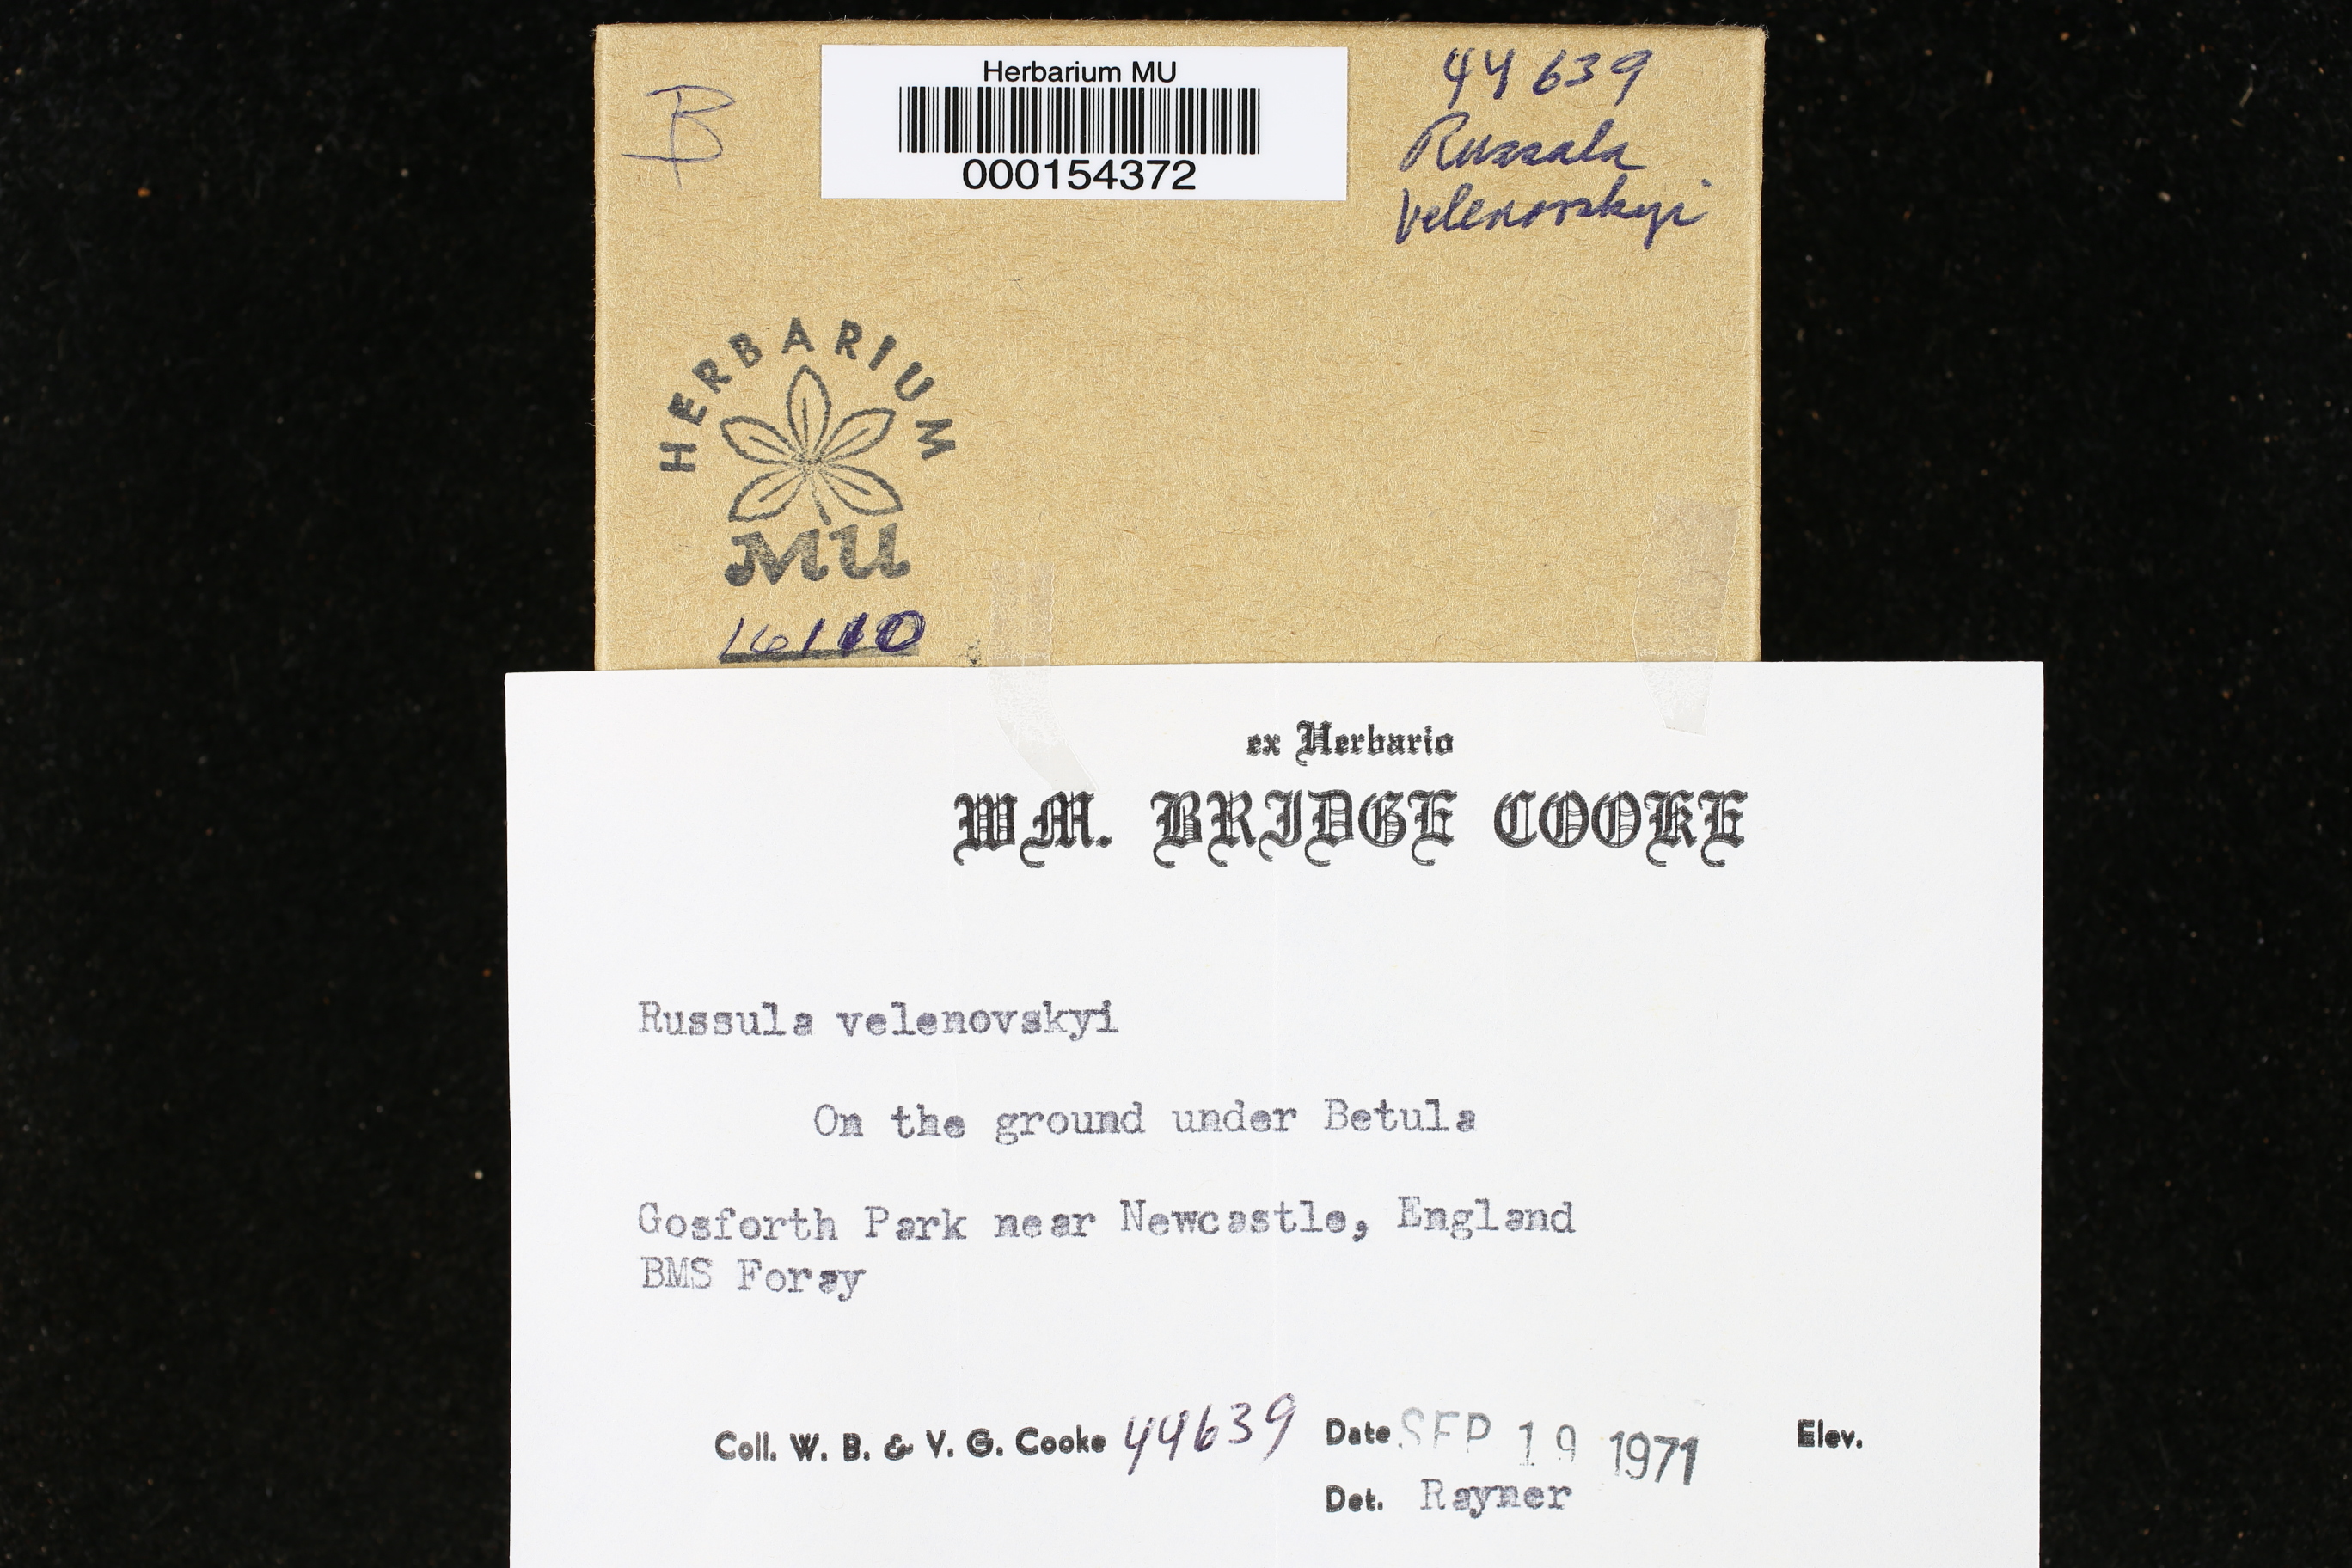 B
Herbarium MU
000154372
44639
Russula
velenovskyi
HERBARIUM
MU
16110
ex Herbario
WM. BRIDGE COOKE
Russula velenovskyi
On the ground under Betula
Gosforth Park near Newcastle, England
BMS Foray
Coll. W. B. & V. G. Cooke 44639 Date SEP 19 1971 Elev.
Det. Rayner